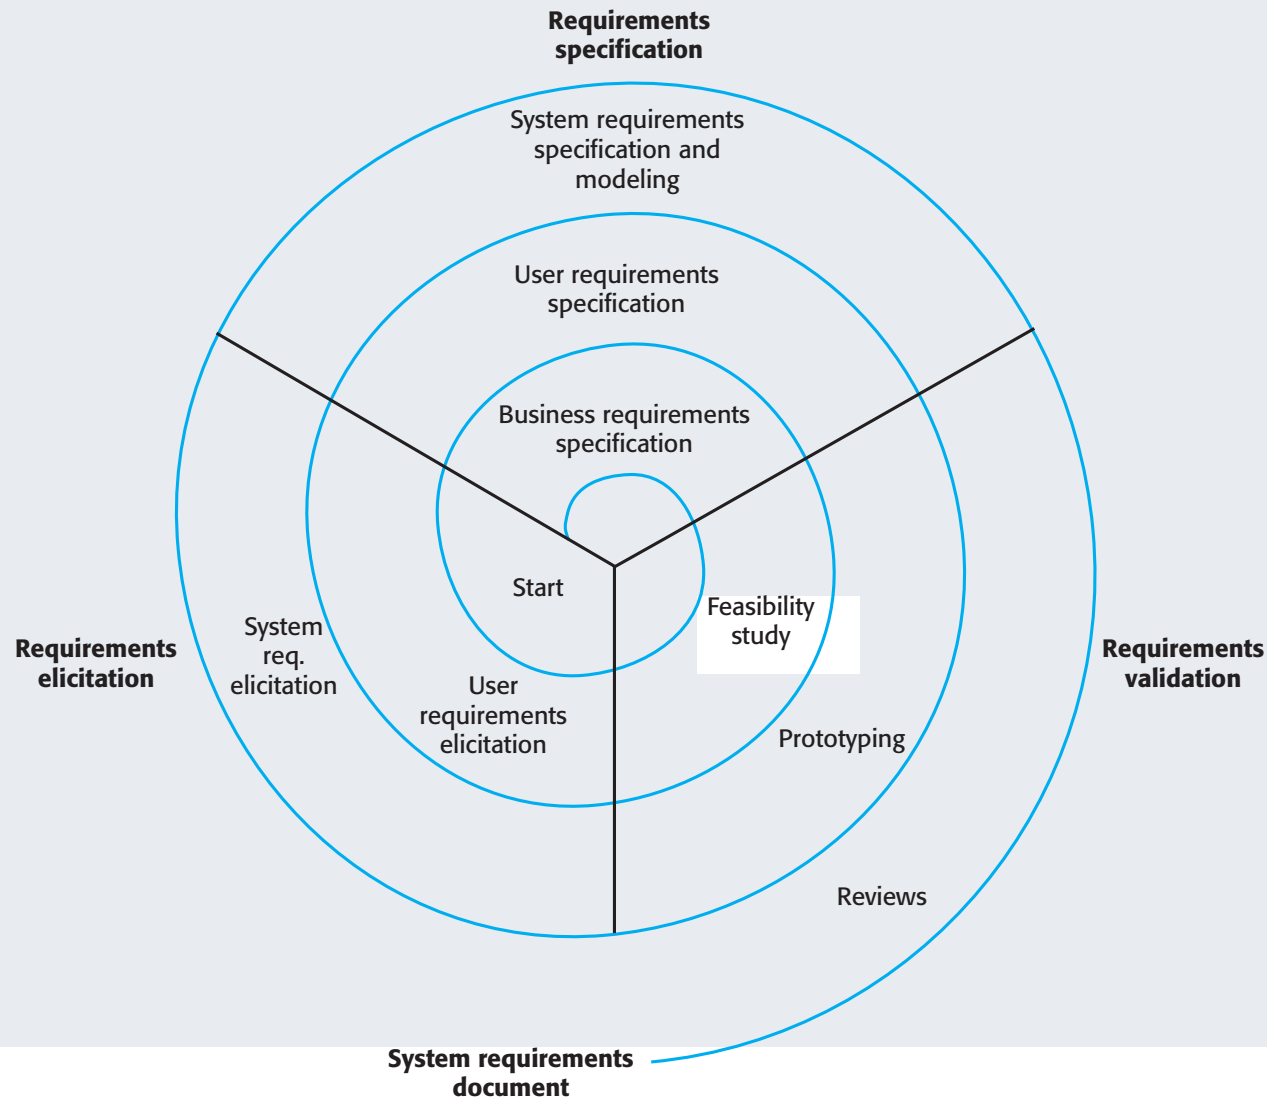 Requirements
specification
System requirements
specification and
modeling
User requirements
specification
Business requirements
specification
Start
Feasibility
study
System
req.
elicitation
Requirements
elicitation
User
requirements
elicitation
Requirements
validation
Prototyping
Reviews
System requirements
document